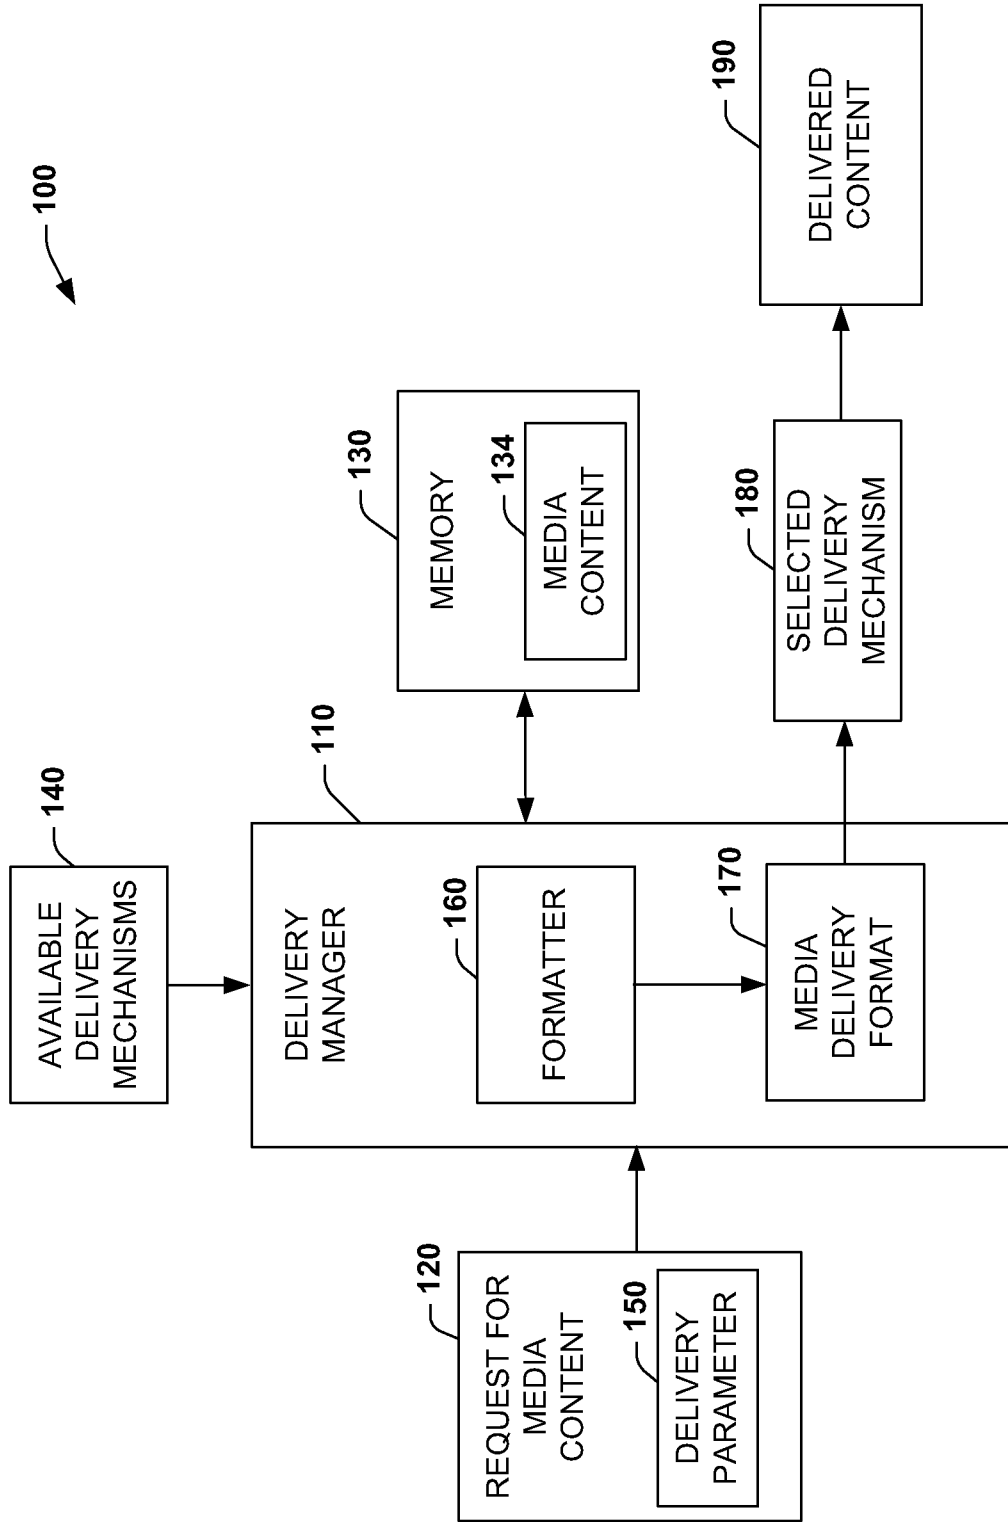 100
140
AVAILABLE
DELIVERY
MECHANISMS
110
DELIVERY
MANAGER
130
MEMORY
134
MEDIA
CONTENT
120
REQUEST FOR
MEDIA
CONTENT
150
DELIVERY
PARAMETER
160
FORMATTER
170
MEDIA
DELIVERY
FORMAT
180
SELECTED
DELIVERY
MECHANISM
190
DELIVERED
CONTENT